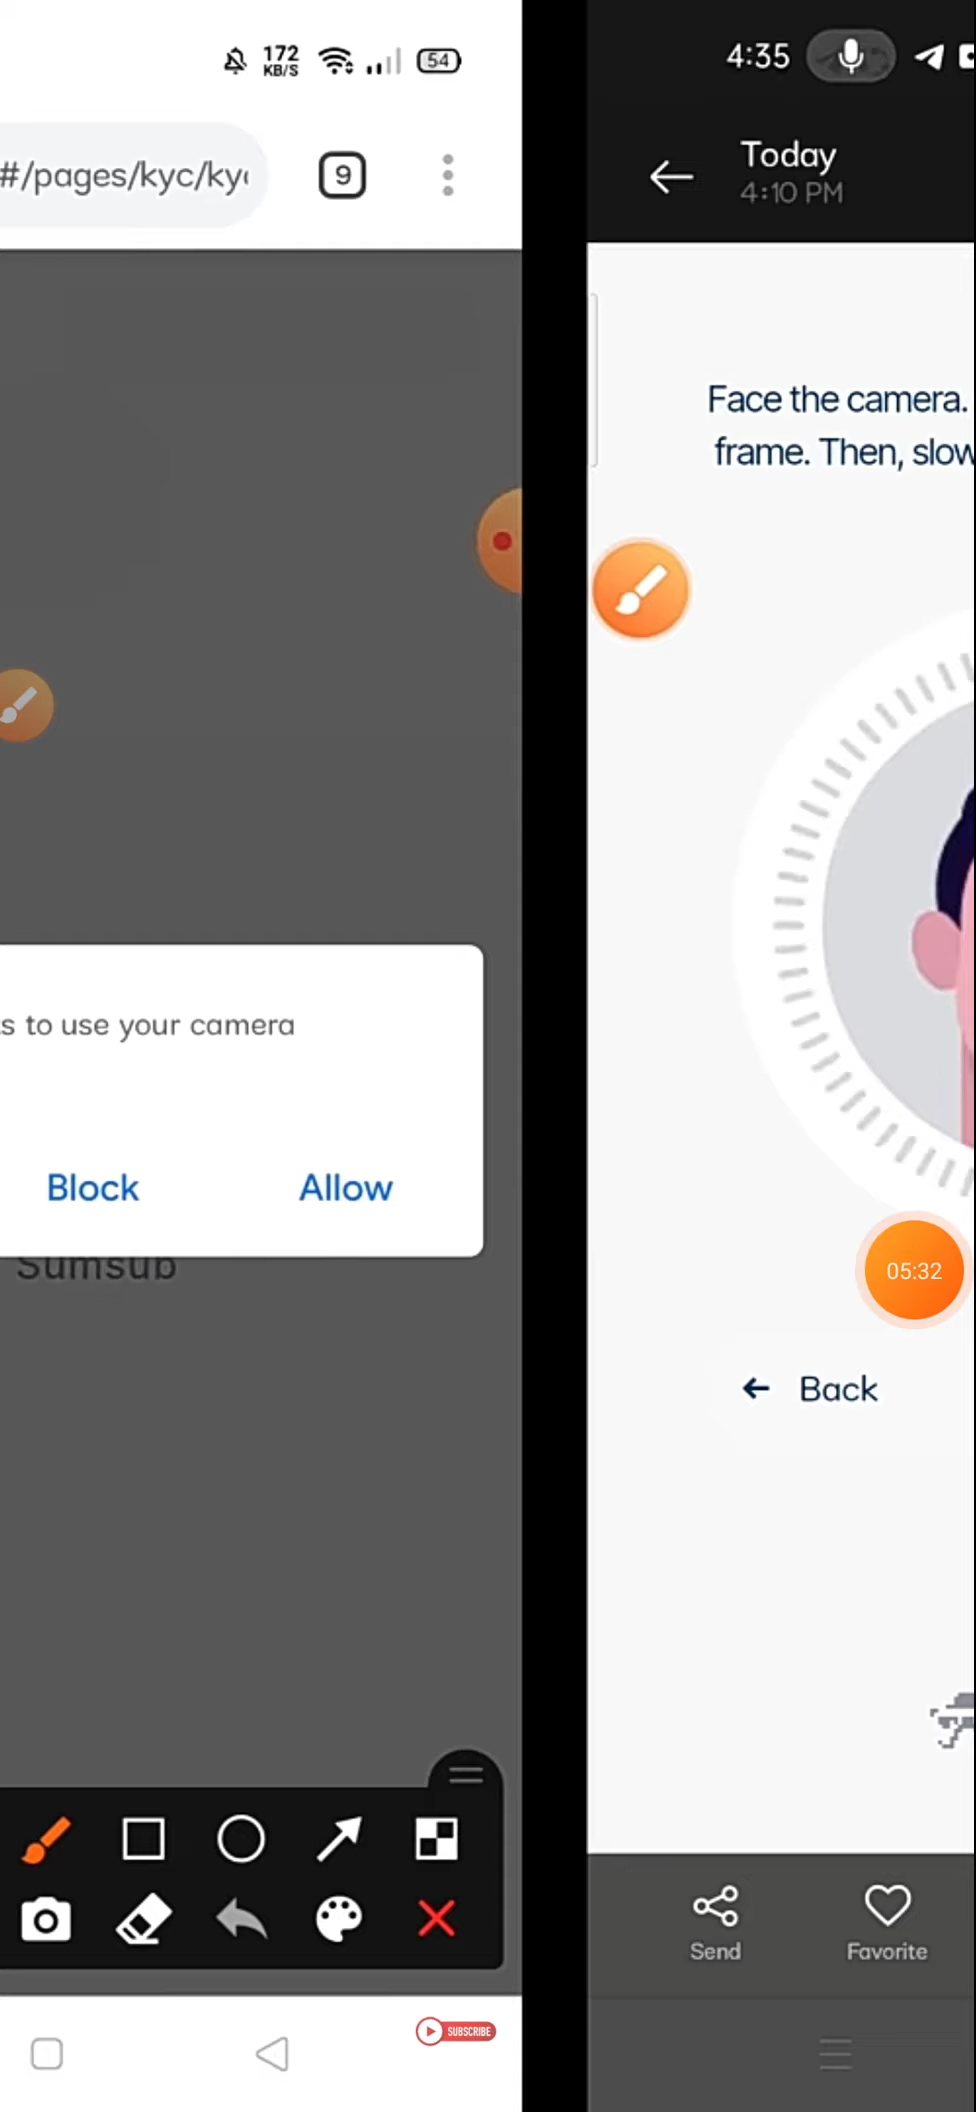 172
KB/S
54
#/pages/kyc/ky
9
s to use your camera
Block
Allow
Sumsub
SUBSCRIBE
4:35
Today
4:10 PM
Face the camera.
frame. Then, slow
05:32
Back
Send
Favorite